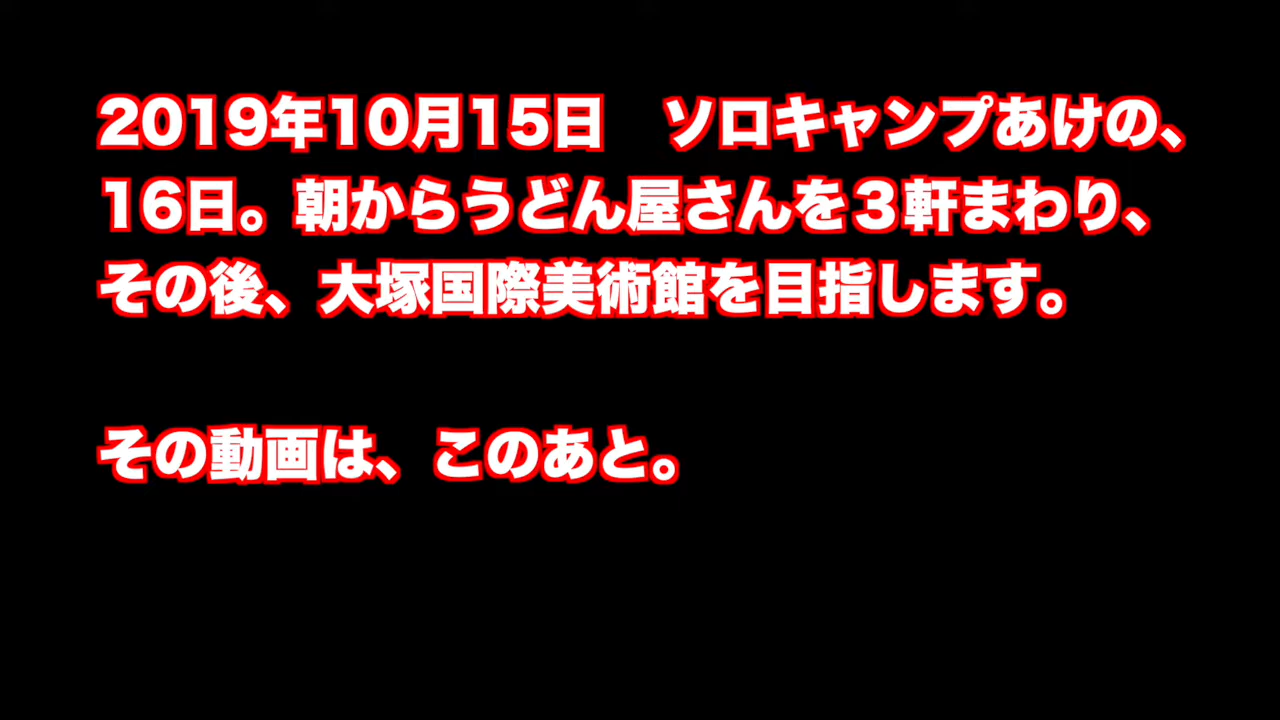 2019年10月15日　ソロキャンプあけの、
16日。朝からうどん屋さんを３軒まわり、
その後、大塚国際美術館を目指します。
その動画は、このあと。